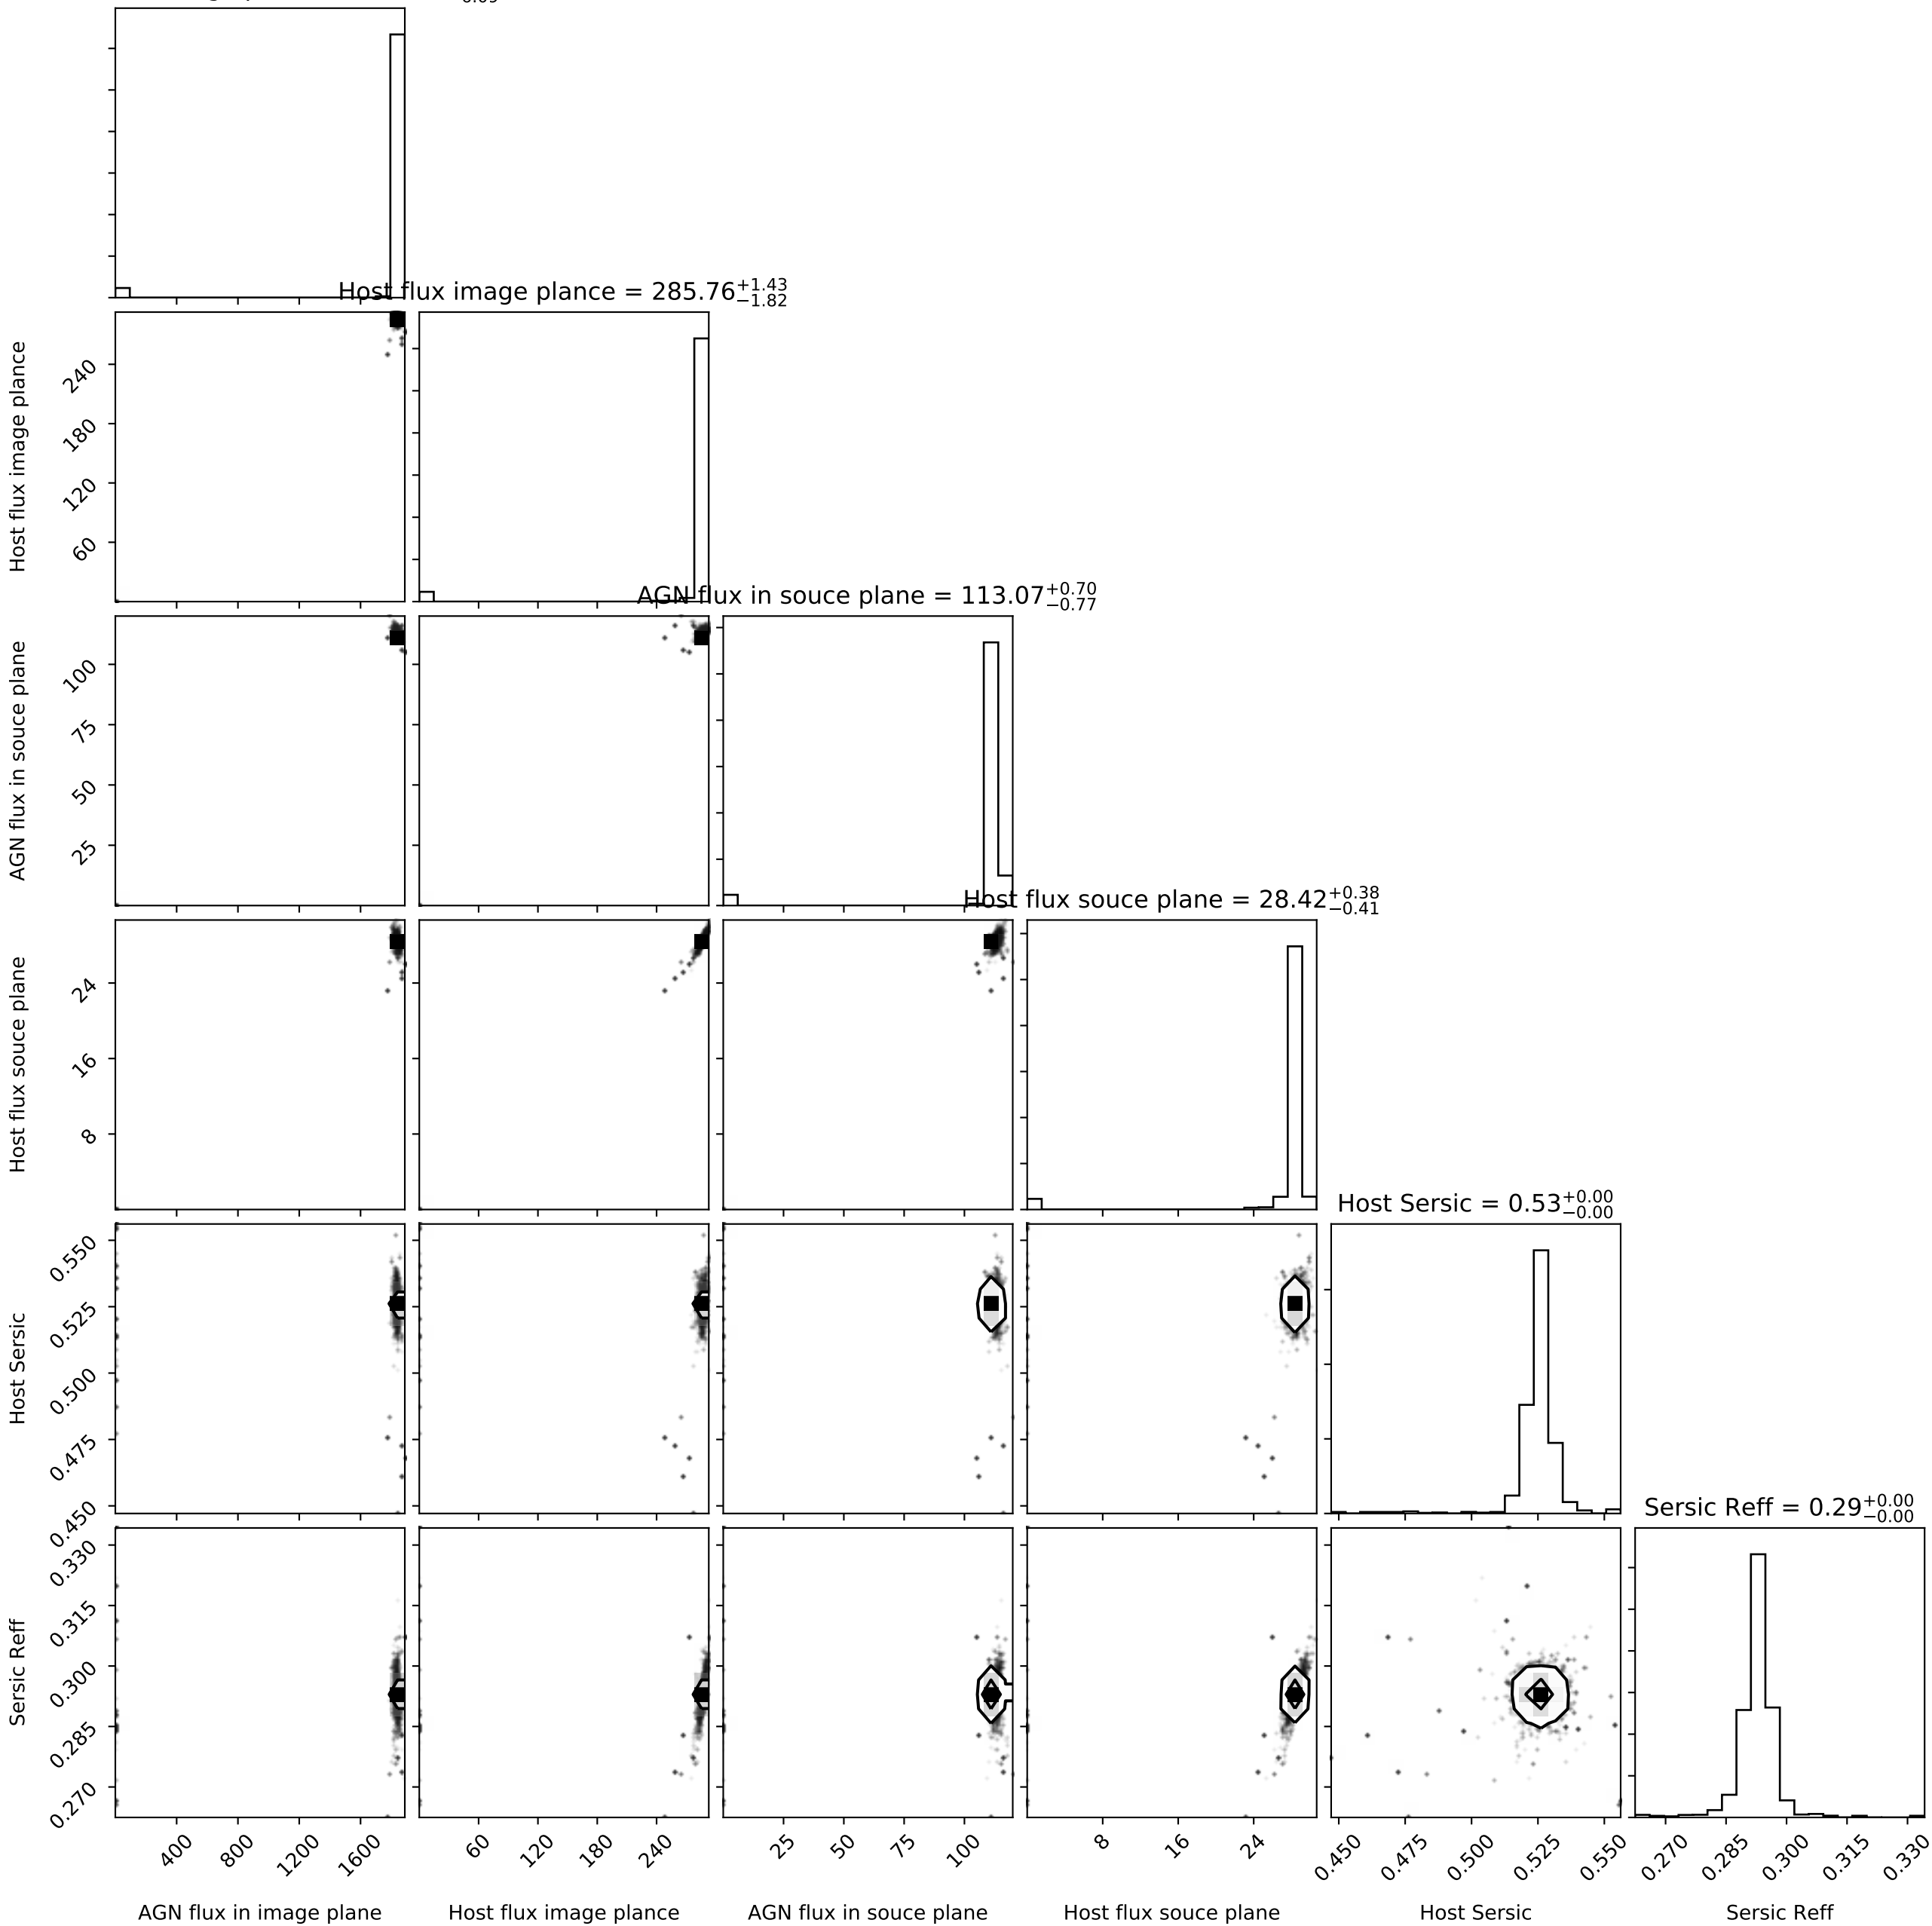 Host flux image plance = 285.76+1.43 −1.82
AGN flux in souce plane = 113.07+0.70 −0.77
Host flux souce plane = 28.42+0.38 −0.41
Host Sersic = 0.53+0.00 −0.00
Sersic Reff = 0.29+0.00 −0.00
Host flux image plance
240
180
120
60
AGN flux in souce plane
100
75
50
25
Host flux souce plane
24
16
8
Host Sersic
0.550
0.525
0.500
0.475
0.450
Sersic Reff
0.330
0.315
0.300
0.285
0.270
400 800 1200 1600
60 120 180 240
25 50 75 100
8 16 24
0.450 0.475 0.500 0.525 0.550
0.270 0.285 0.300 0.315 0.330
AGN flux in image plane
Host flux image plance
AGN flux in souce plane
Host flux souce plane
Host Sersic
Sersic Reff